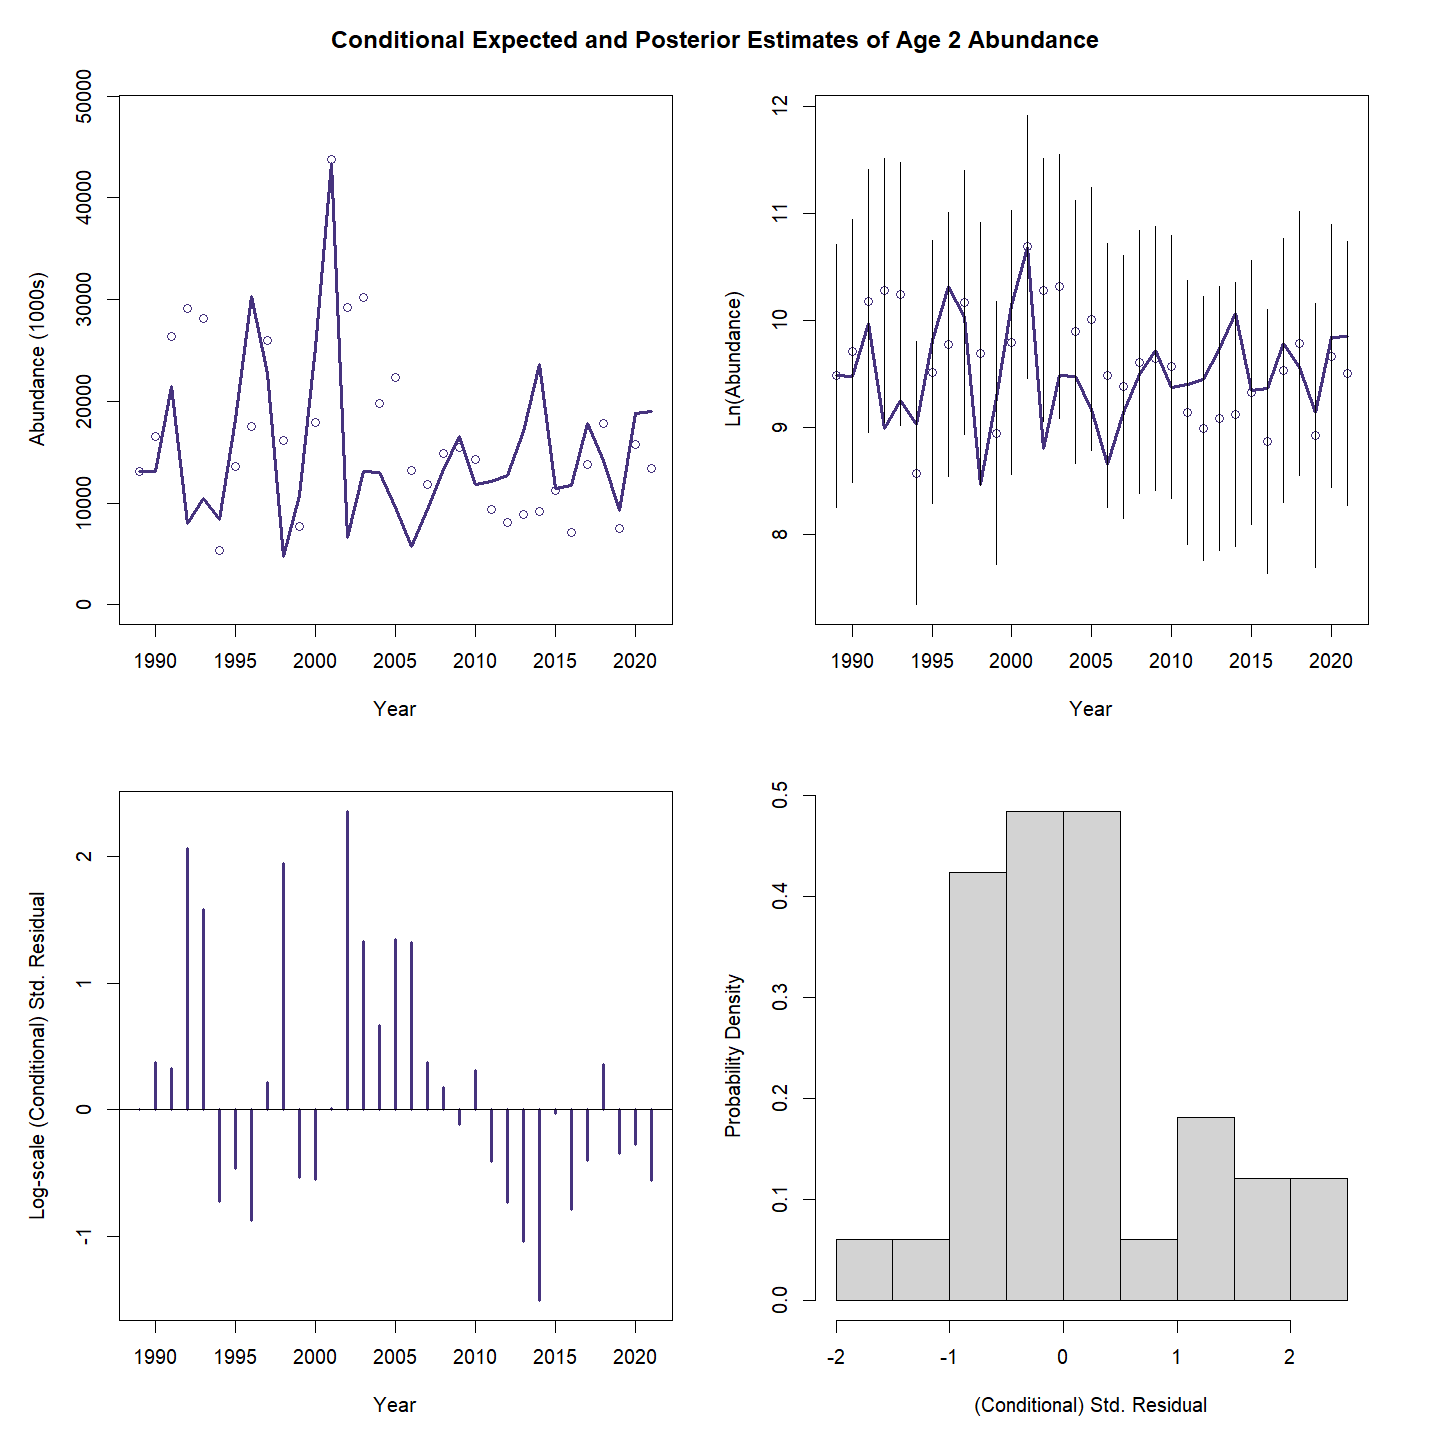 Conditional Expected and Posterior Estimates of Age 2 Abundance
Abundance (1000s)
50000
40000
30000
20000
10000
0
1990 1995 2000 2005 2010 2015 2020
Year
Ln(Abundance)
12
11
10
9
8
1990 1995 2000 2005 2010 2015 2020
Year
Log-scale (Conditional) Std. Residual
2
1
0
-1
1990 1995 2000 2005 2010 2015 2020
Year
Probability Density
0.5
0.4
0.3
0.2
0.1
0.0
-2 -1 0 1 2
(Conditional) Std. Residual